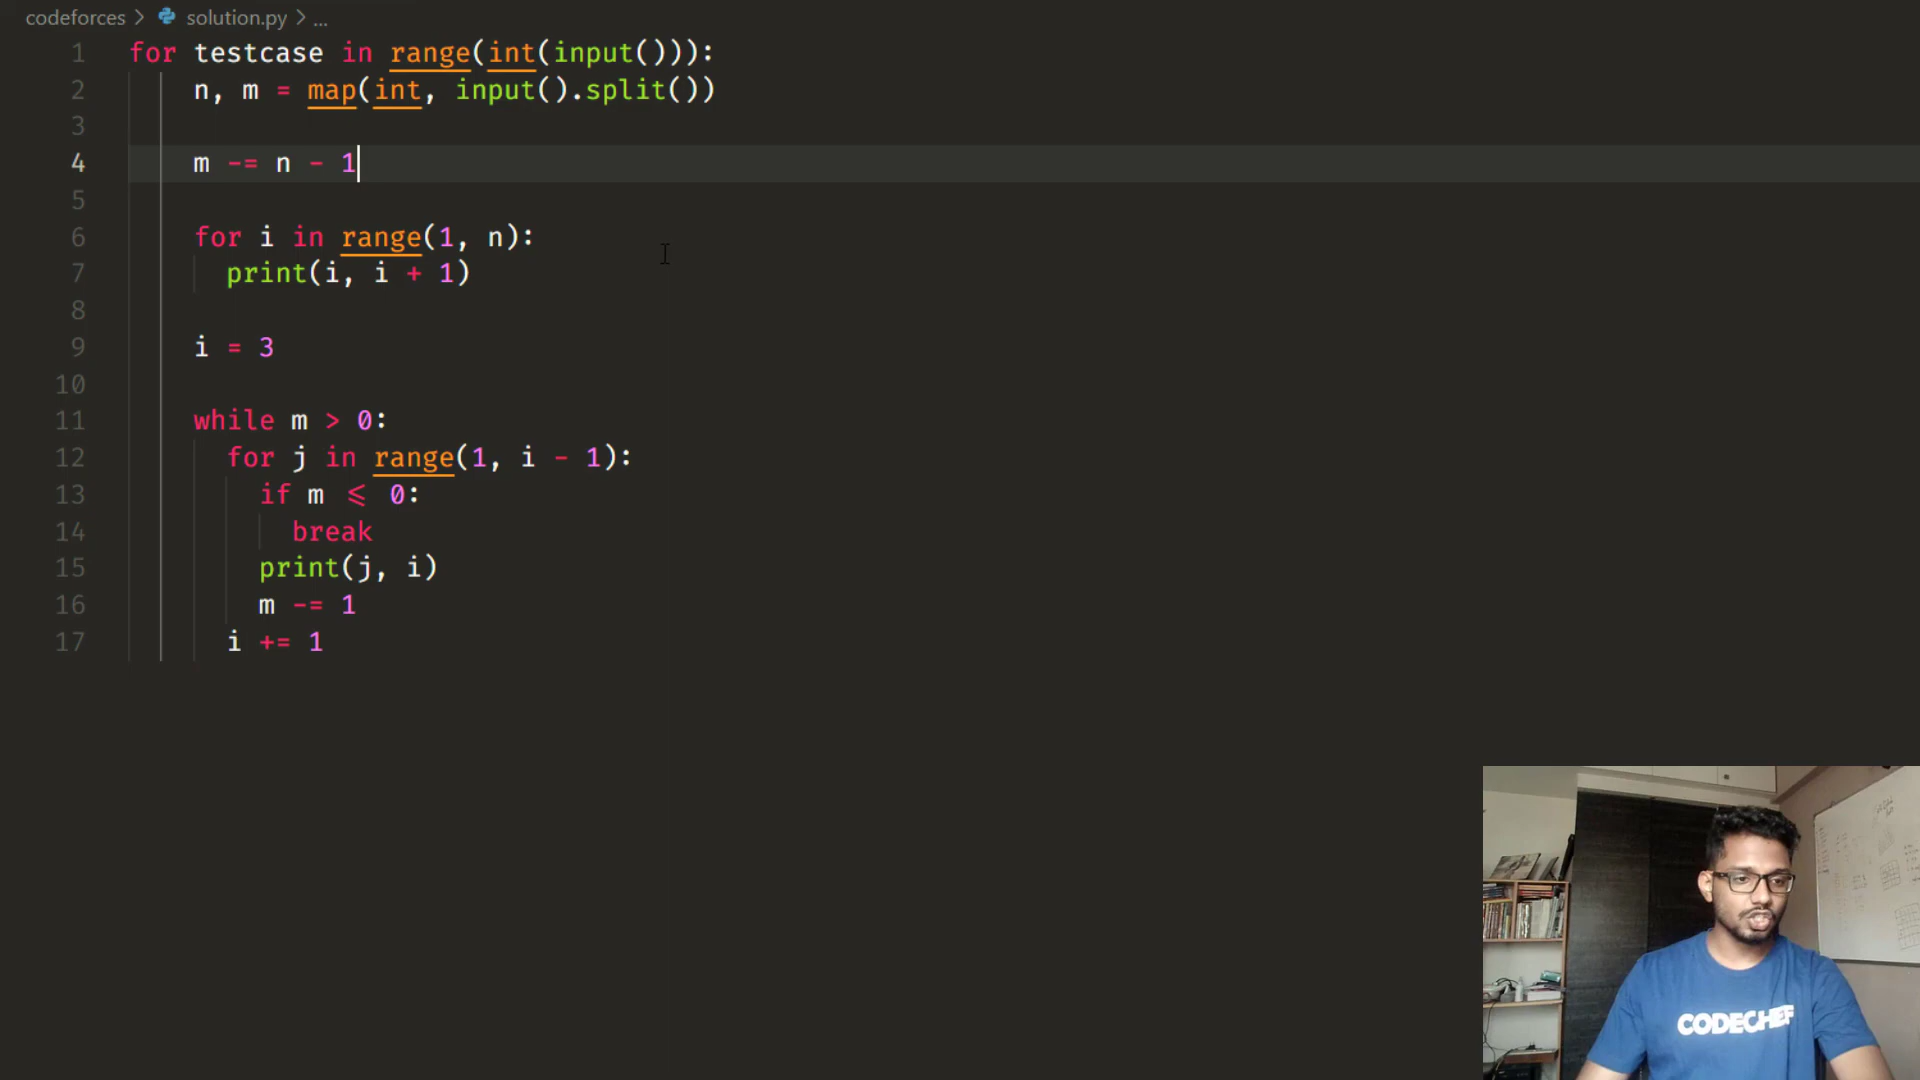 codeforces > solution.py > ...
1 for testcase in range(int(input())):
2 n, m = map(int, input().split())
3
4 m -= n - 1
5
6 for i in range(1, n):
7 print(i, i + 1)
8
9 i = 3
10
11 while m > 0:
12 for j in range(1, i - 1):
13 if m <= 0:
14 break
15 print(j, i)
16 m -= 1
17 i += 1
CODECHEF